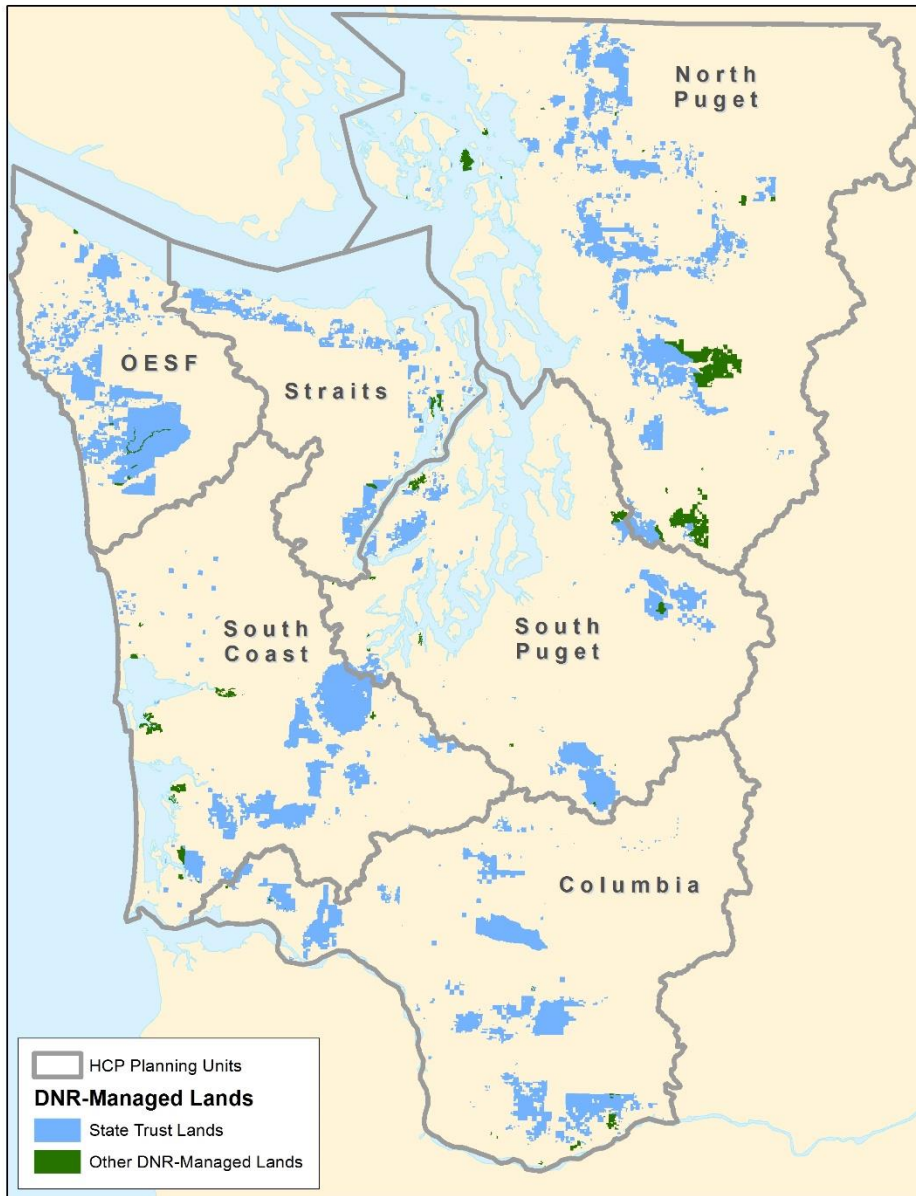 North
Puget
OESF
Straits
South
Coast
South
Puget
Columbia
HCP Planning Units
DNR-Managed Lands
State Trust Lands
Other DNR-Managed Lands